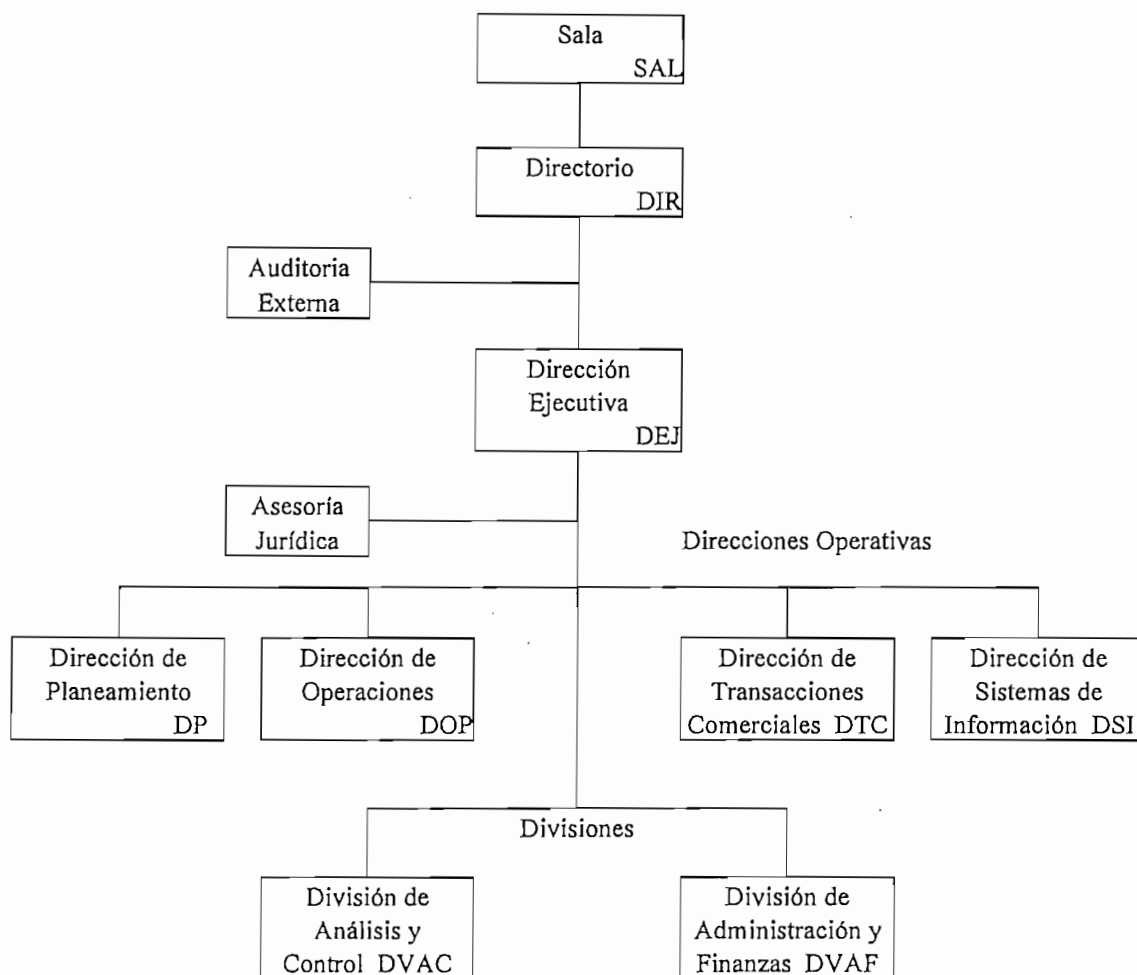 Sala
SAL
Directorio
DIR
Auditoria
Externa
Dirección
Ejecutiva
DEJ
Asesoría
Jurídica
Direcciones Operativas
Dirección de
Planeamiento
DP
Dirección de
Operaciones
DOP
Dirección de
Transacciones
Comerciales DTC
Dirección de
Sistemas de
Información DSI
Divisiones
División de
Análisis y
Control DVAC
División de
Administración y
Finanzas DVAF